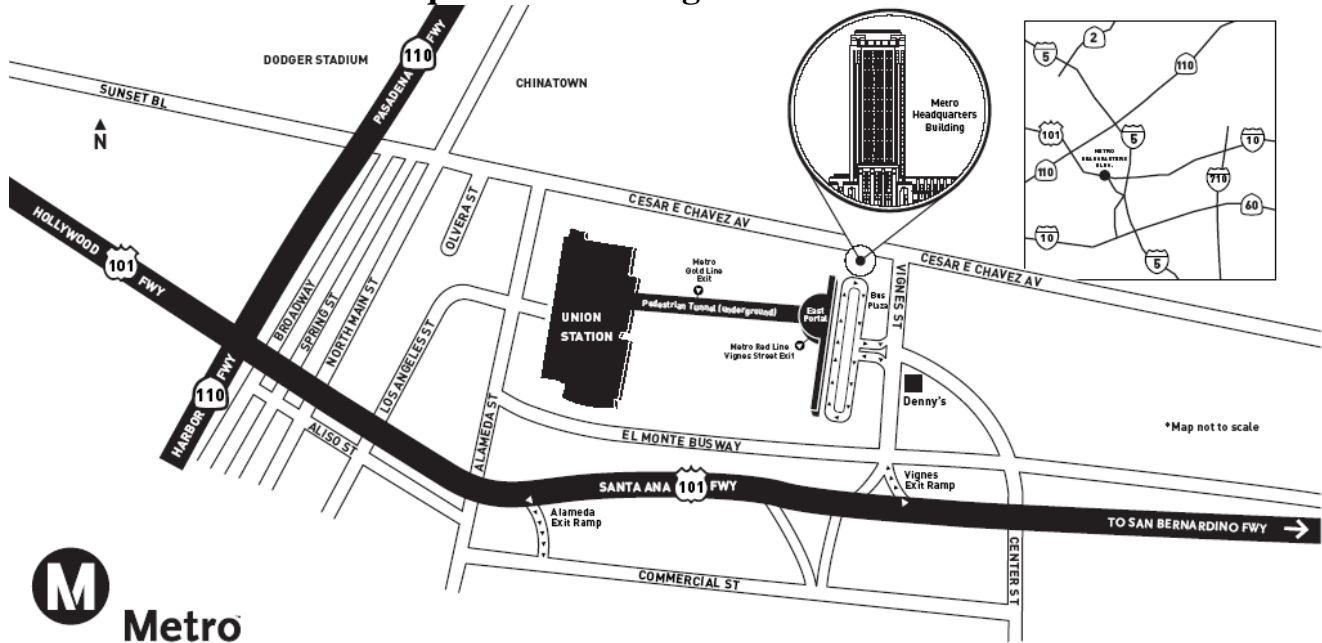 DODGER STADIUM
CHINATOWN
PASADENA
110
FWY
SUNSET BL
N
HOLLYWOOD
101
FWY
HARBOR
110
FWY
BROADWAY
SPRING ST
NORTH MAIN ST
LOS ANGELES ST
ALISO ST
OLVERA ST
ALAMEDA ST
CESAR E CHAVEZ AV
CESAR E CHAVEZ AV
Metro
Headquarters
Building
UNION
STATION
Metro
Gold Line
Exit
Pedestrian Tunnel (underground)
East
Portal
Metro Red Line
Vignes Street Exit
Bus
Plaza
VIGNES ST
Denny's
EL MONTE BUSWAY
SANTA ANA
101
FWY
Alameda
Exit Ramp
Vignes
Exit Ramp
COMMERCIAL ST
CENTER ST
TO SAN BERNARDINO FWY
*Map not to scale
2
5
110
101
5
10
METRO
110
710
60
10
5
M
Metro